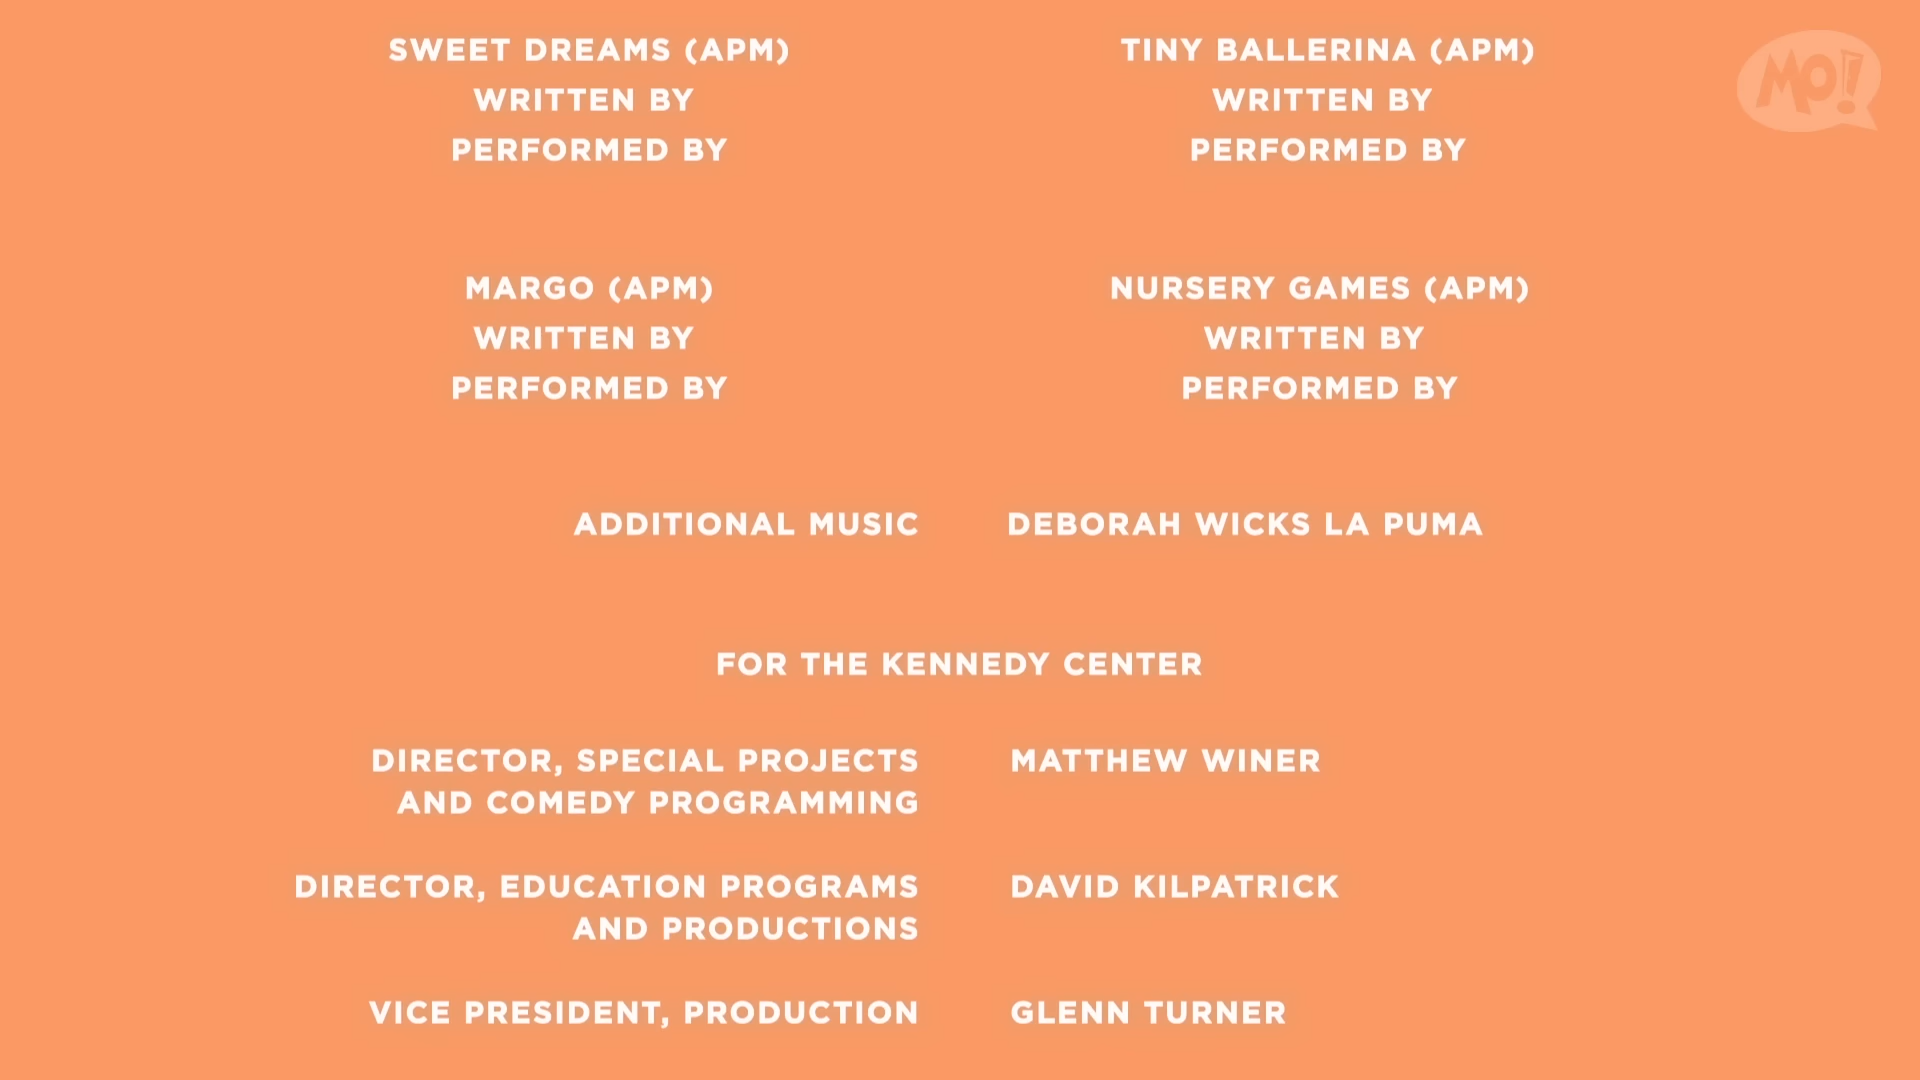 SWEET DREAMS (APM)
WRITTEN BY
PERFORMED BY
TINY BALLERINA (APM)
WRITTEN BY
PERFORMED BY
MO!
MARGO (APM)
WRITTEN BY
PERFORMED BY
NURSERY GAMES (APM)
WRITTEN BY
PERFORMED BY
ADDITIONAL MUSIC DEBORAH WICKS LA PUMA
FOR THE KENNEDY CENTER
DIRECTOR, SPECIAL PROJECTS MATTHEW WINER
AND COMEDY PROGRAMMING
DIRECTOR, EDUCATION PROGRAMS DAVID KILPATRICK
AND PRODUCTIONS
VICE PRESIDENT, PRODUCTION GLENN TURNER